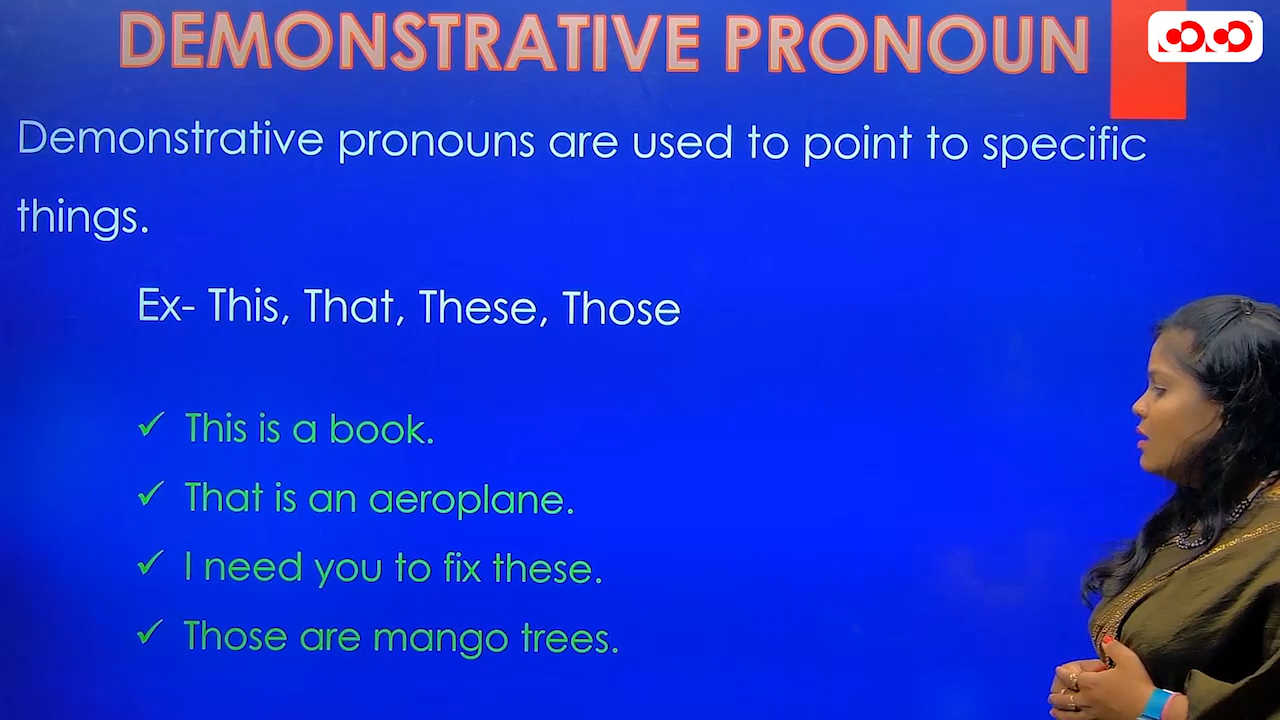 DEMONSTRATIVE PRONOUN
Demonstrative pronouns are used to point to specific
things.
Ex- This, That, These, Those
✓ This is a book.
✓ That is an aeroplane.
✓ I need you to fix these.
✓ Those are mango trees.